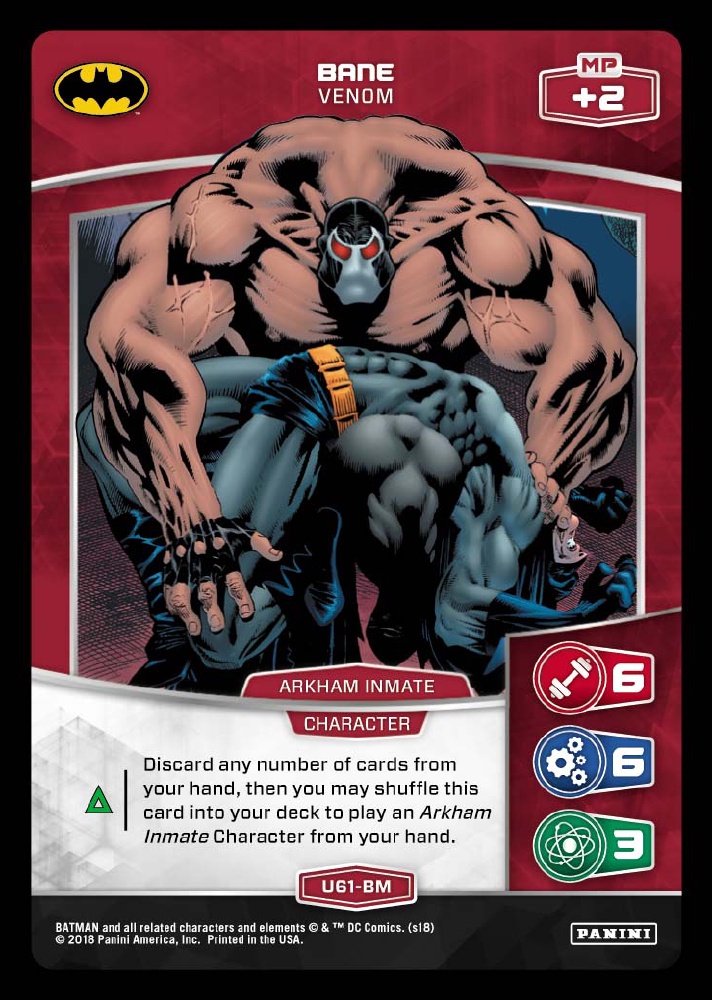 BANE
VENOM
MP
+2
ARKHAM INMATE
CHARACTER
6
6
3
Discard any number of cards from
your hand, then you may shuffle this
card into your deck to play an Arkham
Inmate Character from your hand.
U61-BM
BATMAN and all related characters and elements © & ™ DC Comics. (s18)
© 2018 Panini America, Inc. Printed in the USA.
PANINI